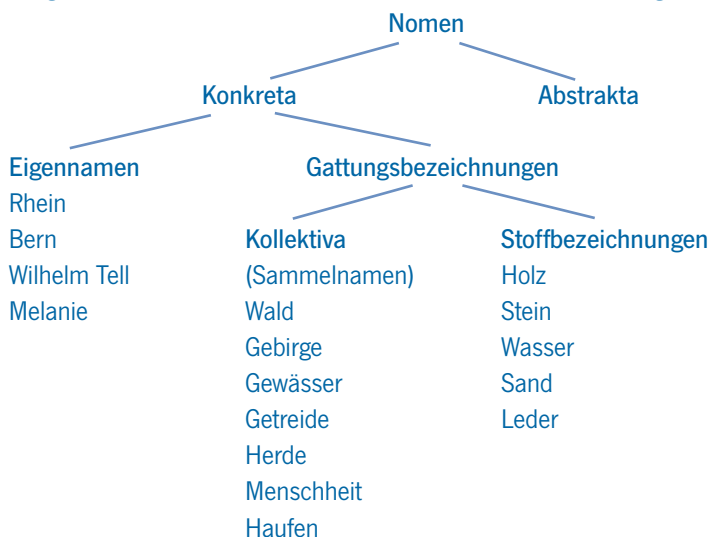 Nomen
Konkreta
Abstrakta
Eigennamen
Rhein
Bern
Wilhelm Tell
Melanie
Gattungsbezeichnungen
Kollektiva
(Sammelnamen)
Wald
Gebirge
Gewässer
Getreide
Herde
Menschheit
Haufen
Stoffbezeichnungen
Holz
Stein
Wasser
Sand
Leder